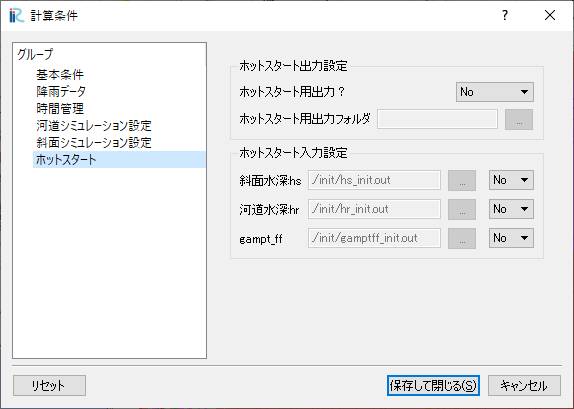 iRIC 計算条件
グループ
基本条件
降雨データ
時間管理
河道シミュレーション設定
斜面シミュレーション設定
ホットスタート
ホットスタート出力設定
ホットスタート用出力？ No
ホットスタート用出力フォルダ ...
ホットスタート入力設定
斜面水深hs ./init/hs_init.out ... No
河道水深hr ./init/hr_init.out ... No
gampt_ff ./init/gamptff_init.out ... No
リセット 保存して閉じる(S) キャンセル